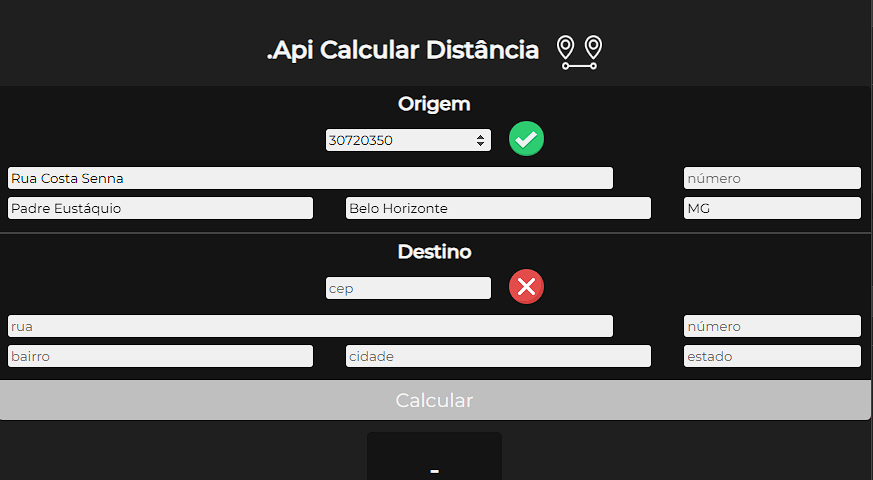 .Api Calcular Distância
Origem
30720350
Rua Costa Senna
número
Padre Eustáquio
Belo Horizonte
MG
Destino
cep
rua
número
bairro
cidade
estado
Calcular
-